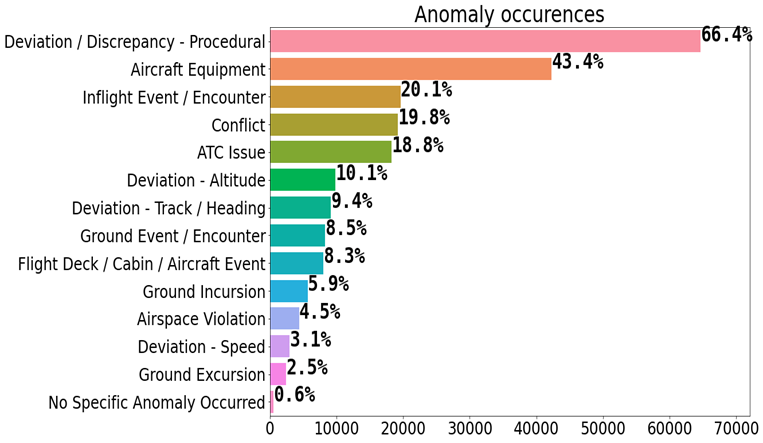 Anomaly occurences
Deviation / Discrepancy - Procedural 66.4%
Aircraft Equipment 43.4%
Inflight Event / Encounter 20.1%
Conflict 19.8%
ATC Issue 18.8%
Deviation - Altitude 10.1%
Deviation - Track / Heading 9.4%
Ground Event / Encounter 8.5%
Flight Deck / Cabin / Aircraft Event 8.3%
Ground Incursion 5.9%
Airspace Violation 4.5%
Deviation - Speed 3.1%
Ground Excursion 2.5%
No Specific Anomaly Occurred 0.6%
0 10000 20000 30000 40000 50000 60000 70000